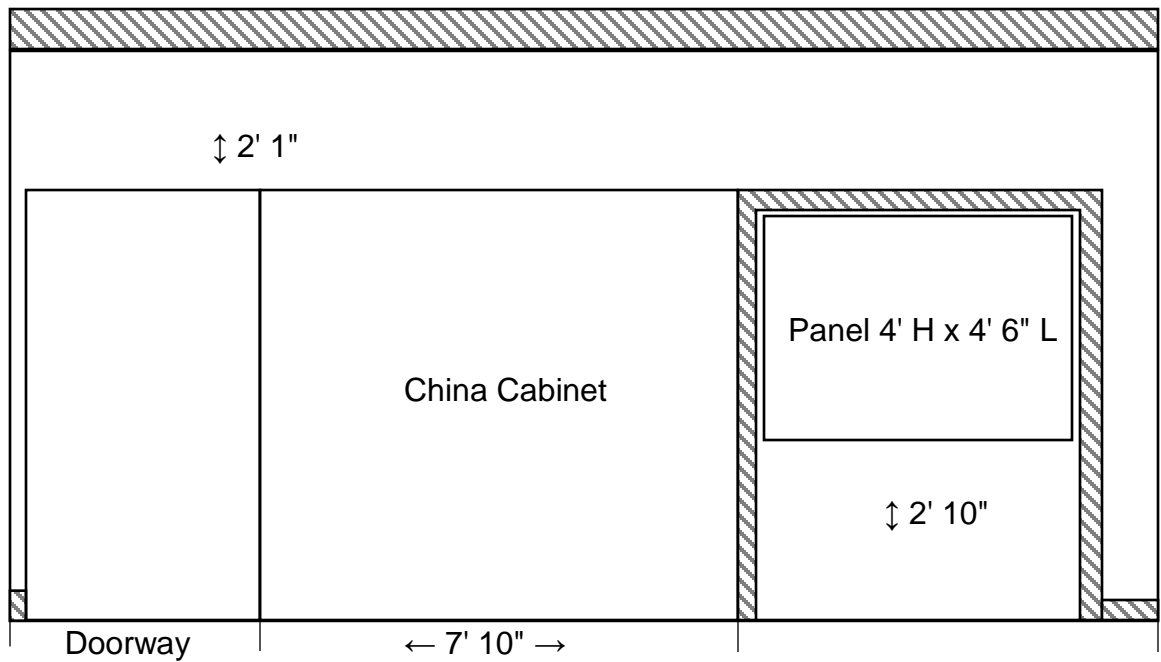 ↕ 2' 1"
Panel 4' H x 4' 6" L
China Cabinet
↕ 2' 10"
Doorway
← 7' 10" →